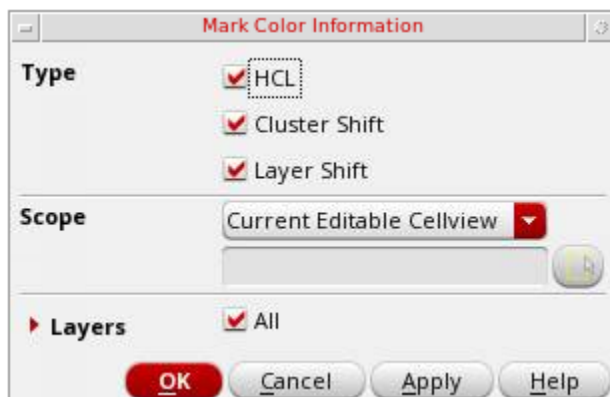 Mark Color Information
Type
HCL
Cluster Shift
Layer Shift
Scope
Current Editable Cellview
Layers
All
OK Cancel Apply Help